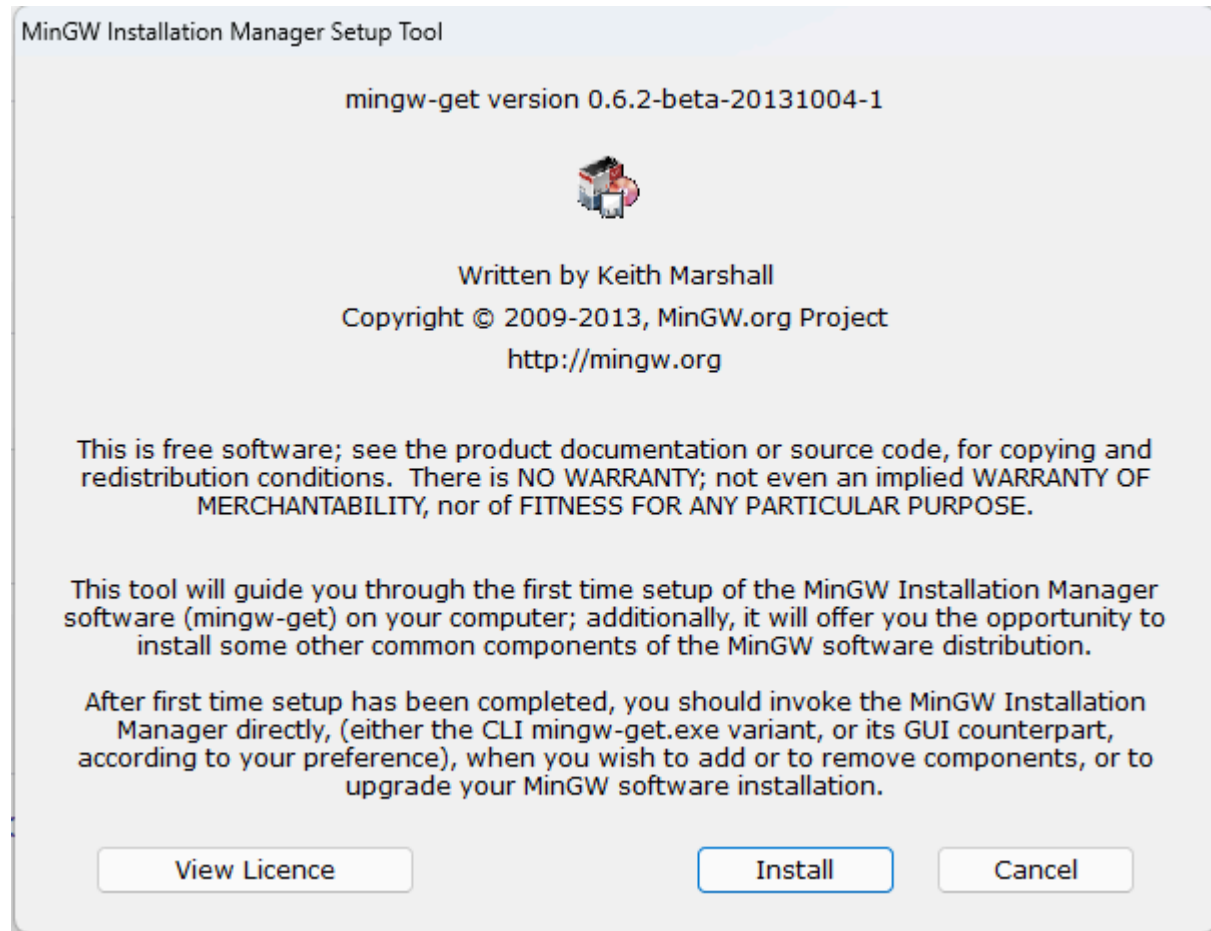 MinGW Installation Manager Setup Tool
mingw-get version 0.6.2-beta-20131004-1
Written by Keith Marshall
Copyright © 2009-2013, MinGW.org Project
http://mingw.org
This is free software; see the product documentation or source code, for copying and
redistribution conditions.  There is NO WARRANTY; not even an implied WARRANTY OF
MERCHANTABILITY, nor of FITNESS FOR ANY PARTICULAR PURPOSE.
This tool will guide you through the first time setup of the MinGW Installation Manager
software (mingw-get) on your computer; additionally, it will offer you the opportunity to
install some other common components of the MinGW software distribution.
After first time setup has been completed, you should invoke the MinGW Installation
Manager directly, (either the CLI mingw-get.exe variant, or its GUI counterpart,
according to your preference), when you wish to add or to remove components, or to
upgrade your MinGW software installation.
View Licence
Install
Cancel